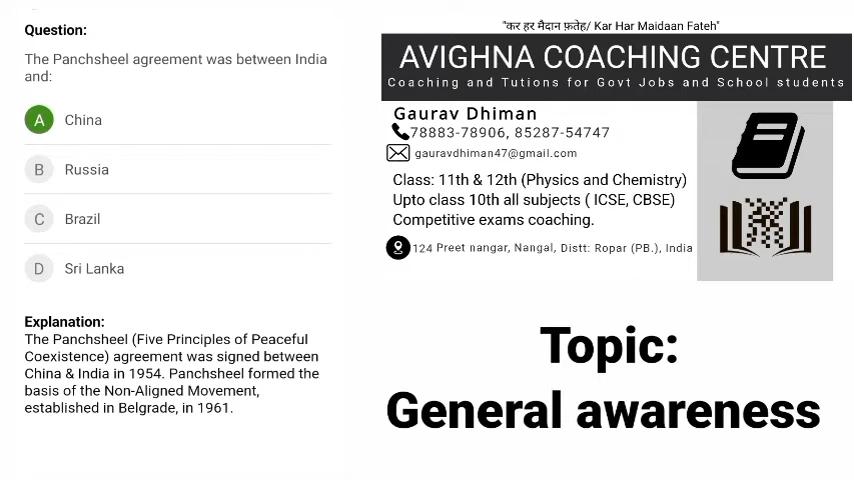 Question:
The Panchsheel agreement was between India
and:
A China
B Russia
C Brazil
D Sri Lanka
Explanation:
The Panchsheel (Five Principles of Peaceful
Coexistence) agreement was signed between
China & India in 1954. Panchsheel formed the
basis of the Non-Aligned Movement,
established in Belgrade, in 1961.
"कर हर मैदान फ़तेह/ Kar Har Maidaan Fateh"
AVIGHNA COACHING CENTRE
Coaching and Tutions for Govt Jobs and School students
Gaurav Dhiman
78883-78906, 85287-54747
gauravdhiman47@gmail.com
Class: 11th & 12th (Physics and Chemistry)
Upto class 10th all subjects ( ICSE, CBSE)
Competitive exams coaching.
124 Preet nangar, Nangal, Distt: Ropar (PB.), India
Topic:
General awareness